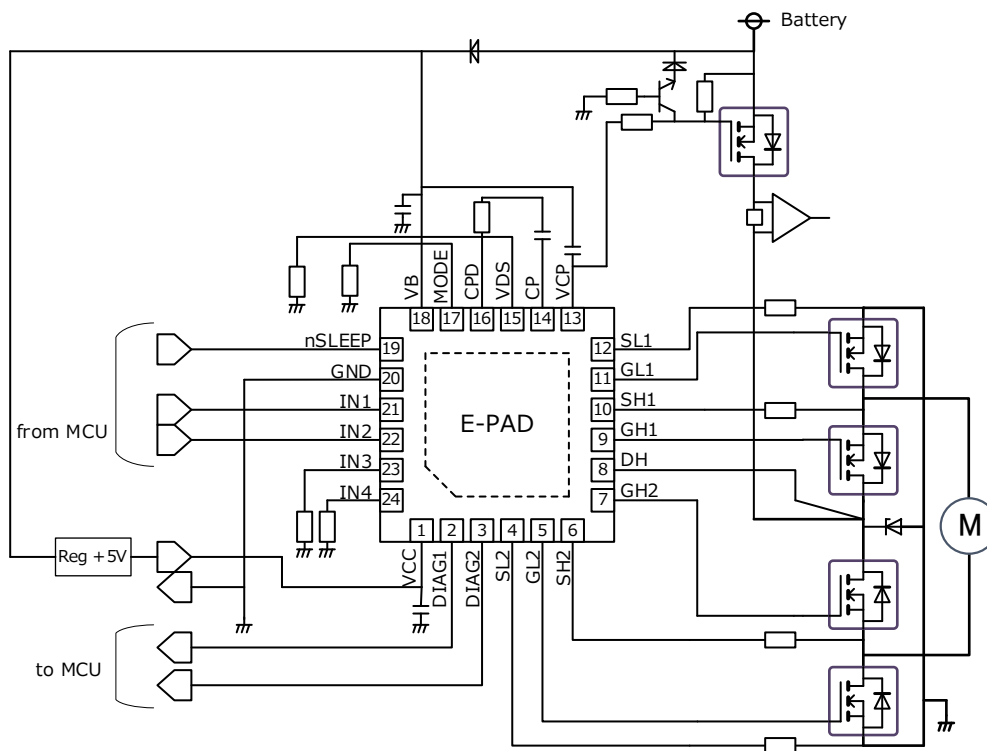 Battery
VB
MODE
CPD
VDS
CP
VCP
18
17
16
15
14
13
nSLEEP
19
GND
20
from MCU
IN1
21
IN2
22
IN3
23
IN4
24
E-PAD
12
SL1
11
GL1
10
SH1
9
GH1
8
DH
7
GH2
M
1
2
3
4
5
6
Reg +5V
VCC
DIAG1
DIAG2
SL2
GL2
SH2
to MCU